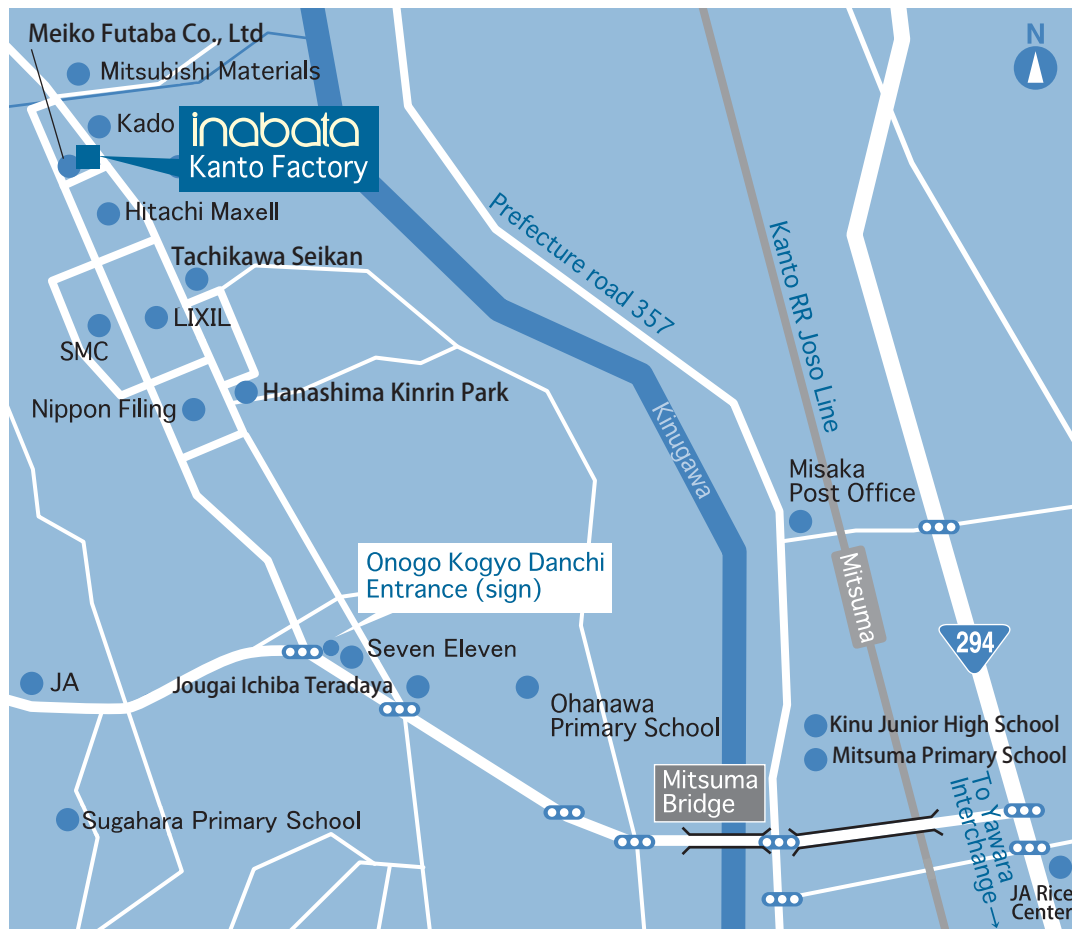 Meiko Futaba Co., Ltd
N
Mitsubishi Materials
Kado
inabata
Kanto Factory
Hitachi Maxell
Prefecture road 357
Kanto RR Joso Line
Tachikawa Seikan
LIXIL
SMC
Hanashima Kinrin Park
Nippon Filing
Kinugawa
Misaka
Post Office
Onogo Kogyo Danchi
Entrance (sign)
Mitsuma
294
Seven Eleven
JA
Jougai Ichiba Teradaya
Ohanawa
Primary School
Kinu Junior High School
Mitsuma Primary School
Mitsuma
Bridge
To Yawara
Interchange→
Sugahara Primary School
JA Rice
Center